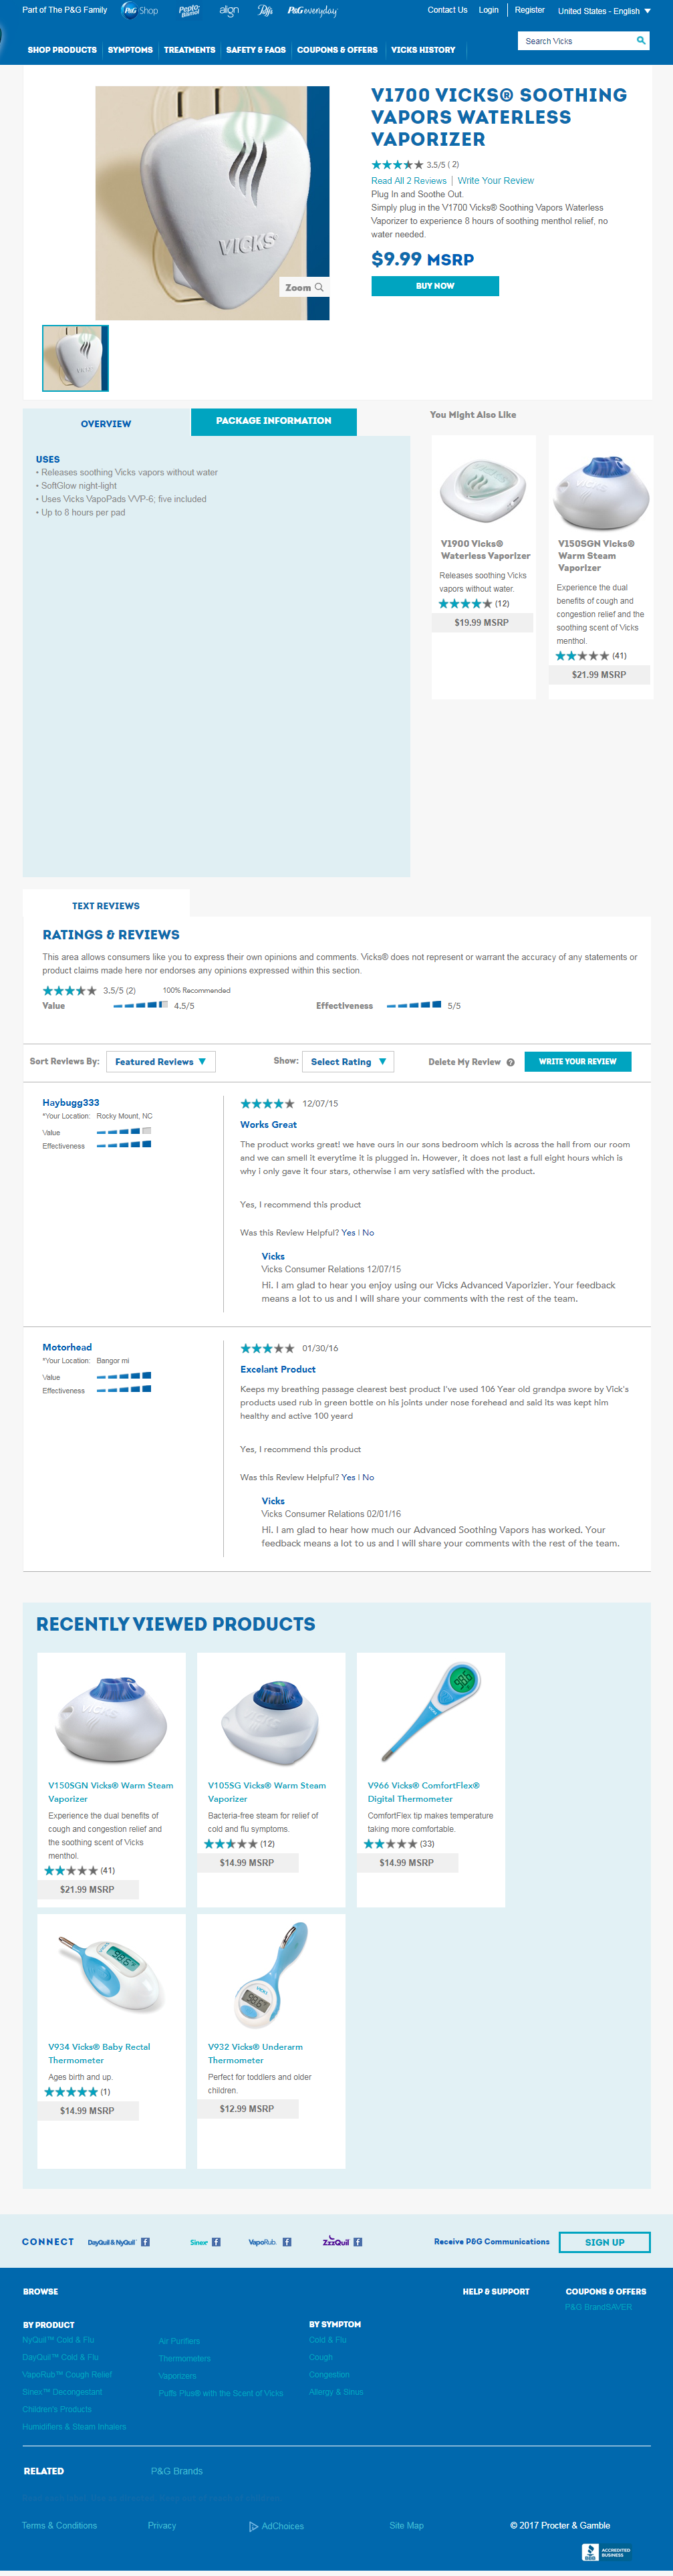 Part of The P&G Family P&G Shop Pepto-Bismol align Puffs P&G everyday Contact Us Login Register United States - English
SHOP PRODUCTS SYMPTOMS TREATMENTS SAFETY & FAQS COUPONS & OFFERS VICKS HISTORY Search Vicks
V1700 VICKS® SOOTHING
VAPORS WATERLESS
VAPORIZER
3.5/5 ( 2)
Read All 2 Reviews | Write Your Review
Plug In and Soothe Out.
Simply plug in the V1700 Vicks® Soothing Vapors Waterless
Vaporizer to experience 8 hours of soothing menthol relief, no
water needed.
$9.99 MSRP
BUY NOW
VICKS
Zoom
OVERVIEW PACKAGE INFORMATION
USES
• Releases soothing Vicks vapors without water
• SoftGlow night-light
• Uses Vicks VapoPads VVP-6; five included
• Up to 8 hours per pad
You Might Also Like
V1900 Vicks®
Waterless Vaporizer
Releases soothing Vicks
vapors without water.
(12)
$19.99 MSRP
V150SGN Vicks®
Warm Steam
Vaporizer
Experience the dual
benefits of cough and
congestion relief and the
soothing scent of Vicks
menthol.
(41)
$21.99 MSRP
TEXT REVIEWS
RATINGS & REVIEWS
This area allows consumers like you to express their own opinions and comments. Vicks® does not represent or warrant the accuracy of any statements or
product claims made here nor endorses any opinions expressed within this section.
3.5/5 (2) 100% Recommended
Value 4.5/5 Effectiveness 5/5
Sort Reviews By: Featured Reviews ▼ Show: Select Rating ▼ Delete My Review ? WRITE YOUR REVIEW
Haybugg333
*Your Location: Rocky Mount, NC
Value
Effectiveness
12/07/15
Works Great
The product works great! we have ours in our sons bedroom which is across the hall from our room
and we can smell it everytime it is plugged in. However, it does not last a full eight hours which is
why i only gave it four stars, otherwise i am very satisfied with the product.
Yes, I recommend this product
Was this Review Helpful? Yes | No
Vicks
Vicks Consumer Relations 12/07/15
Hi. I am glad to hear you enjoy using our Vicks Advanced Vaporizier. Your feedback
means a lot to us and I will share your comments with the rest of the team.
Motorhead
*Your Location: Bangor mi
Value
Effectiveness
01/30/16
Excelant Product
Keeps my breathing passage clearest best product I've used 106 Year old grandpa swore by Vick's
products used rub in green bottle on his joints under nose forehead and said its was kept him
healthy and active 100 yeard
Yes, I recommend this product
Was this Review Helpful? Yes | No
Vicks
Vicks Consumer Relations 02/01/16
Hi. I am glad to hear how much our Advanced Soothing Vapors has worked. Your
feedback means a lot to us and I will share your comments with the rest of the team.
RECENTLY VIEWED PRODUCTS
V150SGN Vicks® Warm Steam
Vaporizer
Experience the dual benefits of
cough and congestion relief and
the soothing scent of Vicks
menthol.
(41)
$21.99 MSRP
V105SG Vicks® Warm Steam
Vaporizer
Bacteria-free steam for relief of
cold and flu symptoms.
(12)
$14.99 MSRP
V966 Vicks® ComfortFlex®
Digital Thermometer
ComfortFlex tip makes temperature
taking more comfortable.
(33)
$14.99 MSRP
V934 Vicks® Baby Rectal
Thermometer
Ages birth and up.
(1)
$14.99 MSRP
V932 Vicks® Underarm
Thermometer
Perfect for toddlers and older
children.
$12.99 MSRP
CONNECT DayQuil & NyQuil Sinex VapoRub. ZzzQuil Receive P&G Communications SIGN UP
BROWSE HELP & SUPPORT COUPONS & OFFERS
P&G BrandSAVER
BY PRODUCT
NyQuil™ Cold & Flu
DayQuil™ Cold & Flu
VapoRub™ Cough Relief
Sinex™ Decongestant
Children's Products
Humidifiers & Steam Inhalers
Air Purifiers
Thermometers
Vaporizers
Puffs Plus® with the Scent of Vicks
BY SYMPTOM
Cold & Flu
Cough
Congestion
Allergy & Sinus
RELATED P&G Brands
Terms & Conditions Privacy AdChoices Site Map © 2017 Procter & Gamble
BBB ACCREDITED
BUSINESS